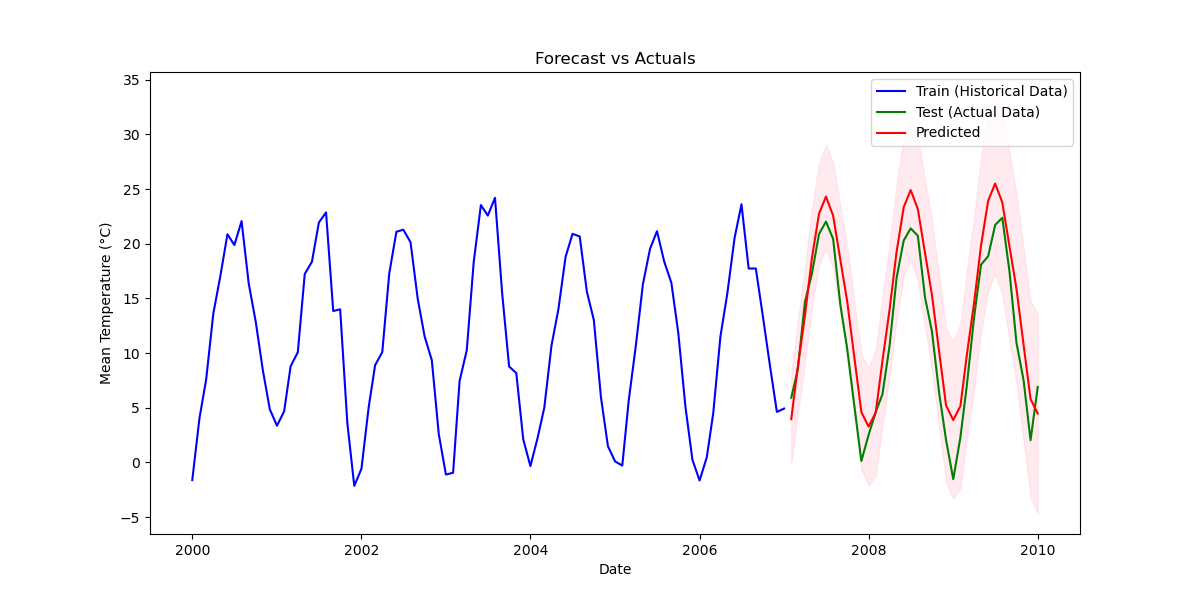 Forecast vs Actuals
35
30
25
20
15
10
5
0
−5
Mean Temperature (°C)
Train (Historical Data)
Test (Actual Data)
Predicted
2000 2002 2004 2006 2008 2010
Date